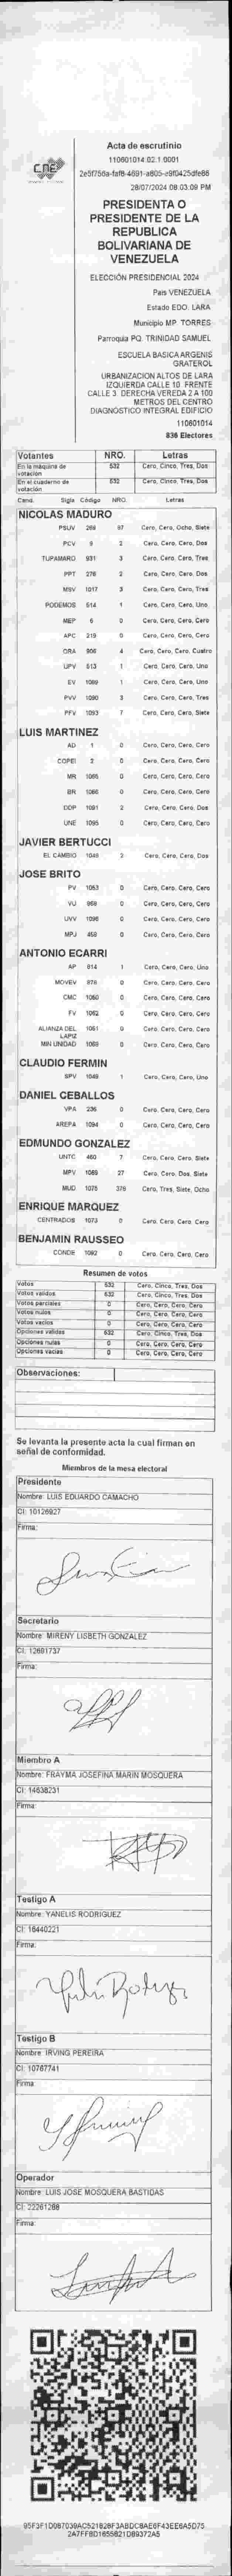 CNE
Acta de escrutinio
110601014.02.1.0001
28/07/2024 08:03:09 PM
PRESIDENTA O
PRESIDENTE DE LA
REPUBLICA
BOLIVARIANA DE
VENEZUELA
ELECCIÓN PRESIDENCIAL 2024
País VENEZUELA
Estado EDO. LARA
Municipio MP. TORRES
Parroquia PQ. TRINIDAD SAMUEL
ESCUELA BASICA ARGENIS
GRATEROL
URBANIZACION ALTOS DE LARA
IZQUIERDA CALLE 10. FRENTE
CALLE 3. DERECHA VEREDA 2 A 100
METROS DEL CENTRO
DIAGNOSTICO INTEGRAL EDIFICIO
110601014
836 Electores
Votantes NRO. Letras
En la máquina de votación 532 Cero, Cinco, Tres, Dos
En el cuaderno de votación 532 Cero, Cinco, Tres, Dos
Cand. Sigla Código NRO. Letras
NICOLAS MADURO
PSUV 269 87 Cero, Cero, Ocho, Siete
PCV 9 2 Cero, Cero, Cero, Dos
TUPAMARO 931 3 Cero, Cero, Cero, Tres
PPT 276 2 Cero, Cero, Cero, Dos
MSV 1017 3 Cero, Cero, Cero, Tres
PODEMOS 514 1 Cero, Cero, Cero, Uno
MEP 6 0 Cero, Cero, Cero, Cero
APC 219 0 Cero, Cero, Cero, Cero
ORA 906 4 Cero, Cero, Cero, Cuatro
UPV 513 1 Cero, Cero, Cero, Uno
EV 1089 1 Cero, Cero, Cero, Uno
PVV 1090 3 Cero, Cero, Cero, Tres
PFV 1093 7 Cero, Cero, Cero, Siete
LUIS MARTINEZ
AD 1 0 Cero, Cero, Cero, Cero
COPEI 2 0 Cero, Cero, Cero, Cero
MR 1065 0 Cero, Cero, Cero, Cero
BR 1066 0 Cero, Cero, Cero, Cero
DDP 1091 2 Cero, Cero, Cero, Dos
UNE 1095 0 Cero, Cero, Cero, Cero
JAVIER BERTUCCI
EL CAMBIO 1048 2 Cero, Cero, Cero, Dos
JOSE BRITO
PV 1053 0 Cero, Cero, Cero, Cero
VU 968 0 Cero, Cero, Cero, Cero
UVV 1096 0 Cero, Cero, Cero, Cero
MPJ 458 0 Cero, Cero, Cero, Cero
ANTONIO ECARRI
AP 814 1 Cero, Cero, Cero, Uno
MOVEV 878 0 Cero, Cero, Cero, Cero
CMC 1050 0 Cero, Cero, Cero, Cero
FV 1062 0 Cero, Cero, Cero, Cero
ALIANZA DEL LAPIZ 1061 0 Cero, Cero, Cero, Cero
MIN UNIDAD 1089 0 Cero, Cero, Cero, Cero
CLAUDIO FERMIN
SPV 1046 1 Cero, Cero, Cero, Uno
DANIEL CEBALLOS
VPA 236 0 Cero, Cero, Cero, Cero
AREPA 1094 0 Cero, Cero, Cero, Cero
EDMUNDO GONZALEZ
UNTC 460 7 Cero, Cero, Cero, Siete
MPV 1069 27 Cero, Cero, Dos, Siete
MUD 1075 378 Cero, Tres, Siete, Ocho
ENRIQUE MARQUEZ
CENTRADOS 1073 0 Cero, Cero, Cero, Cero
BENJAMIN RAUSSEO
CONDE 1092 0 Cero, Cero, Cero, Cero
Resumen de votos
Votos 532 Cero, Cinco, Tres, Dos
Votos validos 532 Cero, Cinco, Tres, Dos
Votos parciales 0 Cero, Cero, Cero, Cero
Votos nulos 0 Cero, Cero, Cero, Cero
Votos vacios 0 Cero, Cero, Cero, Cero
Opciones validas 532 Cero, Cinco, Tres, Dos
Opciones nulas 0 Cero, Cero, Cero, Cero
Opciones vacias 0 Cero, Cero, Cero, Cero
Observaciones:
Se levanta la presente acta la cual firman en
señal de conformidad.
Miembros de la mesa electoral
Presidente
Nombre: LUIS EDUARDO CAMACHO
CI: 10126927
Firma:
Secretario
Nombre: MIRENY LISBETH GONZALEZ
CI: 12691737
Firma:
Miembro A
Nombre: FRAYMA JOSEFINA MARIN MOSQUERA
CI: 14638231
Firma:
Testigo A
Nombre: YANELIS RODRIGUEZ
CI: 16440221
Firma:
Testigo B
Nombre: IRVING PEREIRA
CI: 10767741
Firma:
Operador
Nombre: LUIS JOSE MOSQUERA BASTIDAS
CI: 22261288
Firma: